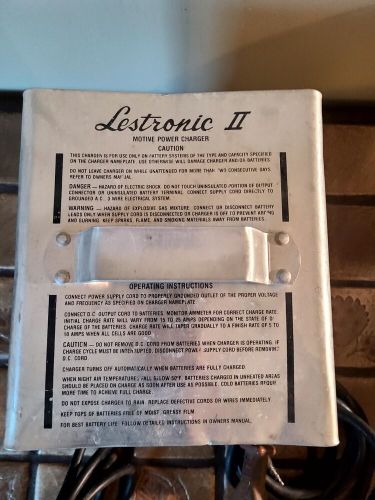 Lestronic II
MOTIVE POWER CHARGER
CAUTION
THIS CHARGER IS FOR USE ONLY ON BATTERY SYSTEMS OF THE TYPE AND CAPACITY SPECIFIED
ON THE CHARGER NAMEPLATE. USE OTHERWISE WILL DAMAGE CHARGER AND/OR BATTERIES
DO NOT LEAVE CHARGER ON WHILE UNATTENDED FOR MORE THAN TWO CONSECUTIVE DAYS
REFER TO OWNERS MANUAL
DANGER — HAZARD OF ELECTRIC SHOCK. DO NOT TOUCH UNINSULATED PORTION OF OUTPUT
CONNECTOR OR UNINSULATED BATTERY TERMINAL. CONNECT SUPPLY CORD DIRECTLY TO
GROUNDED A.C. 3 WIRE ELECTRICAL SYSTEM.
WARNING — HAZARD OF EXPLOSIVE GAS MIXTURE. CONNECT OR DISCONNECT BATTERY
LEADS ONLY WHEN SUPPLY CORD IS DISCONNECTED OR CHARGER IS OFF TO PREVENT ARCING
AND BURNING. KEEP SPARKS, FLAME, AND SMOKING MATERIALS AWAY FROM BATTERIES.
OPERATING INSTRUCTIONS
CONNECT POWER SUPPLY CORD TO PROPERLY GROUNDED OUTLET OF THE PROPER VOLTAGE
AND FREQUENCY AS SPECIFIED ON CHARGER NAMEPLATE.
CONNECT D.C. OUTPUT CORD TO BATTERIES. MONITOR AMMETER FOR CORRECT CHARGE RATE.
INITIAL CHARGE RATE WILL VARY FROM 15 TO 25 AMPS DEPENDING ON THE STATE OF DIS-
CHARGE OF THE BATTERIES. CHARGE RATE WILL TAPER GRADUALLY TO A FINISH RATE OF 5 TO
10 AMPS WHEN ALL CELLS ARE GOOD
CAUTION — DO NOT REMOVE D.C. CORD FROM BATTERIES WHEN CHARGER IS OPERATING. IF
CHARGE CYCLE MUST BE INTERRUPTED, DISCONNECT POWER SUPPLY CORD BEFORE REMOVING
D.C. CORD
CHARGER TURNS OFF AUTOMATICALLY WHEN BATTERIES ARE FULLY CHARGED
WHEN NIGHT AIR TEMPERATURES FALL BELOW 50°F. BATTERIES CHARGED IN UNHEATED AREAS
SHOULD BE PLACED ON CHARGE AS SOON AFTER USE AS POSSIBLE. COLD BATTERIES REQUIRE
MORE TIME TO ACHIEVE FULL CHARGE.
DO NOT EXPOSE CHARGER TO RAIN. REPLACE DEFECTIVE CORDS OR WIRES IMMEDIATELY
KEEP TOPS OF BATTERIES FREE OF MOIST GREASY FILM
FOR BEST BATTERY LIFE, FOLLOW DETAILED INSTRUCTIONS IN OWNERS MANUAL